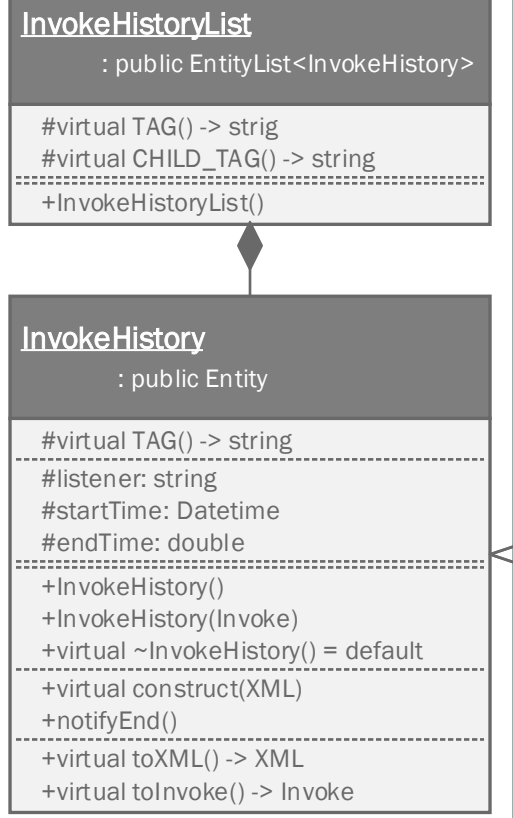 InvokeHistoryList
: public EntityList<InvokeHistory>
#virtual TAG() -> strig
#virtual CHILD_TAG() -> string
+InvokeHistoryList()
InvokeHistory
: public Entity
#virtual TAG() -> string
#listener: string
#startTime: Datetime
#endTime: double
+InvokeHistory()
+InvokeHistory(Invoke)
+virtual ~InvokeHistory() = default
+virtual construct(XML)
+notifyEnd()
+virtual toXML() -> XML
+virtual toInvoke() -> Invoke